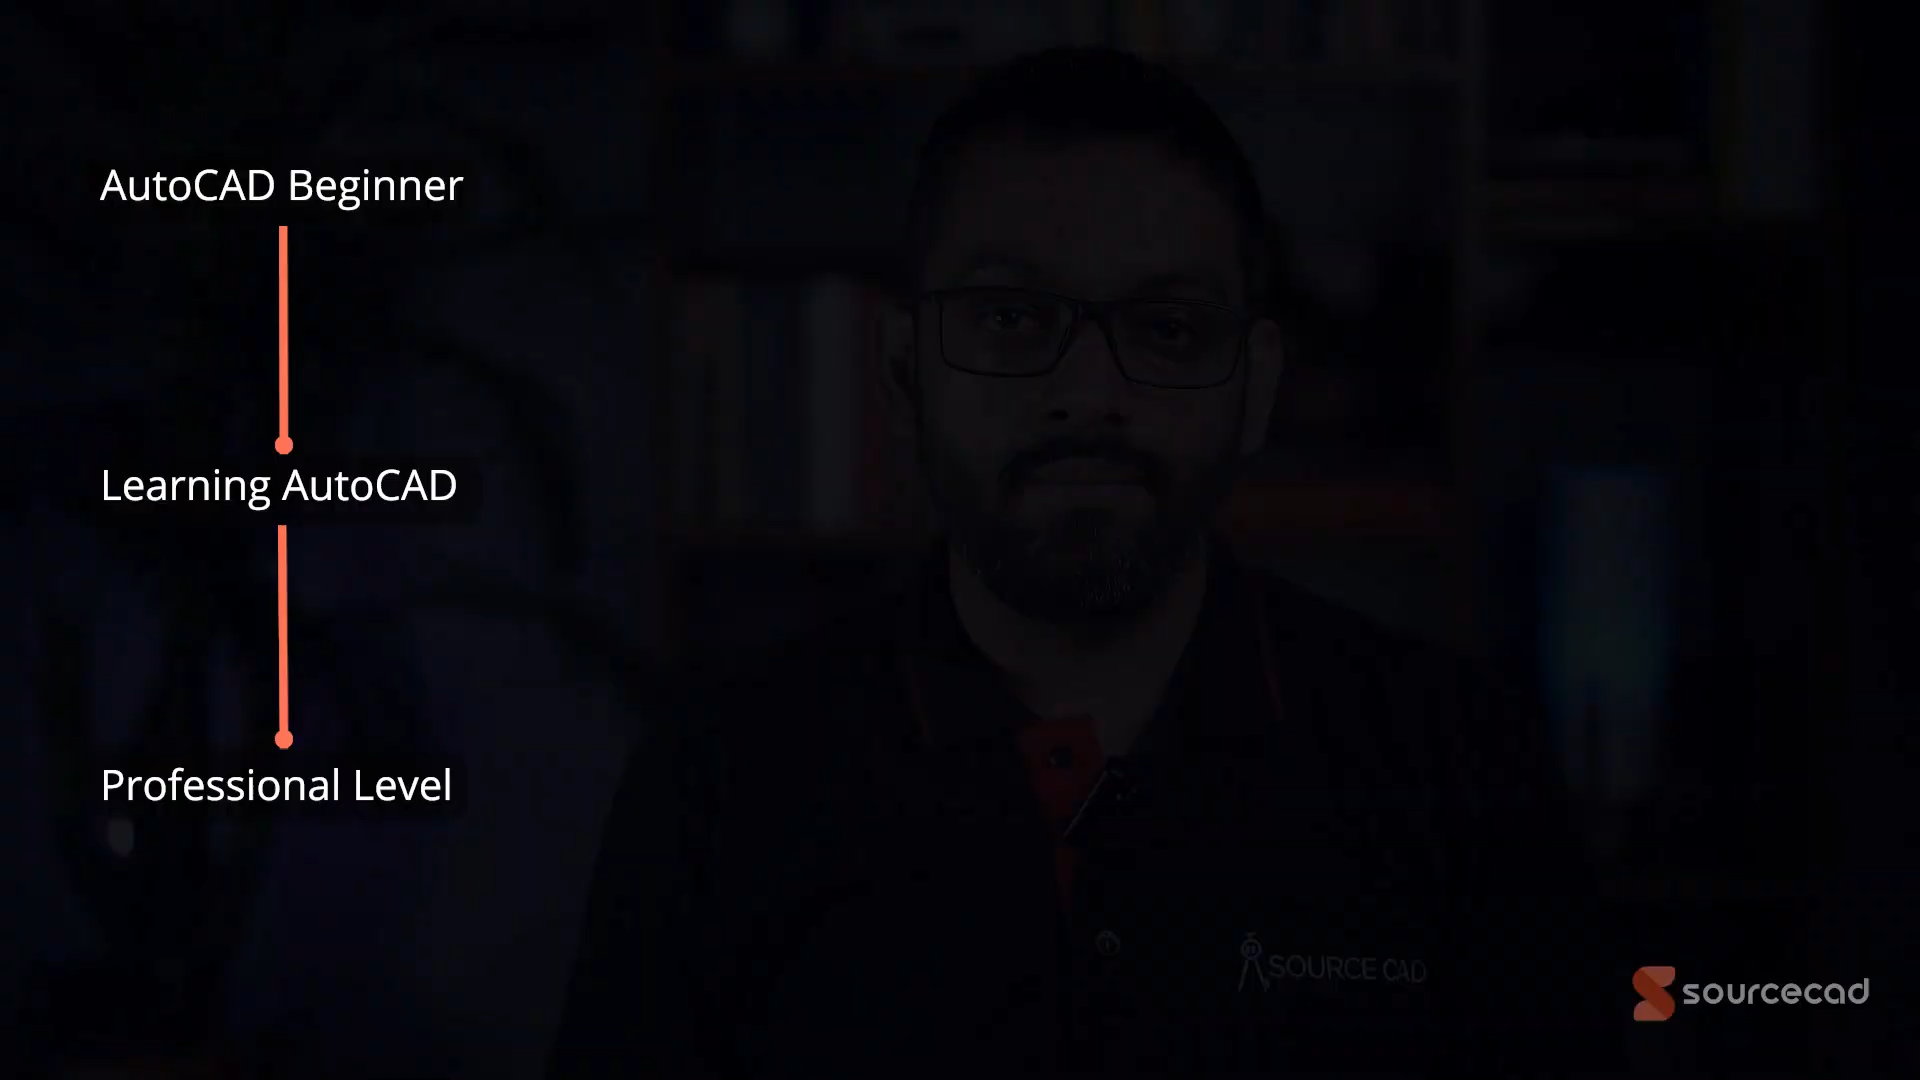 AutoCAD Beginner
Learning AutoCAD
Professional Level
SOURCE CAD
sourcecad